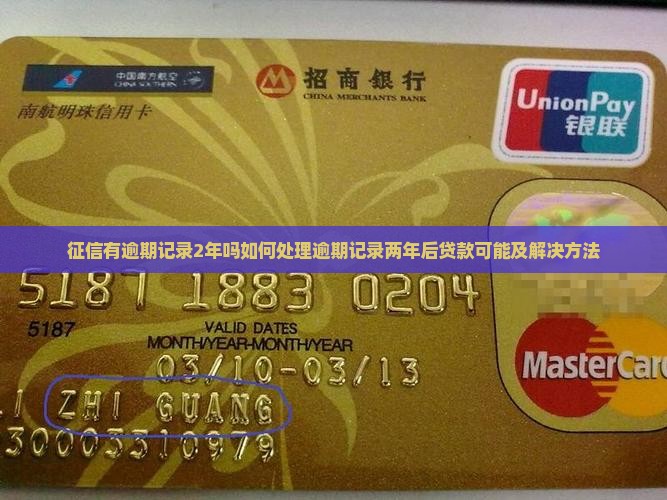 中国南方航空
CHINA SOUTHERN
南航明珠信用卡
招商银行
CHINA MERCHANTS BANK
UnionPay
银联
征信有逾期记录2年吗如何处理逾期记录两年后贷款可能及解决方法
5187 1883 0204
5187
VALID DATES
MONTH/YEAR-MONTH/YEAR
03/10-03/13
MasterCard
ZHI GUANG
30003310979